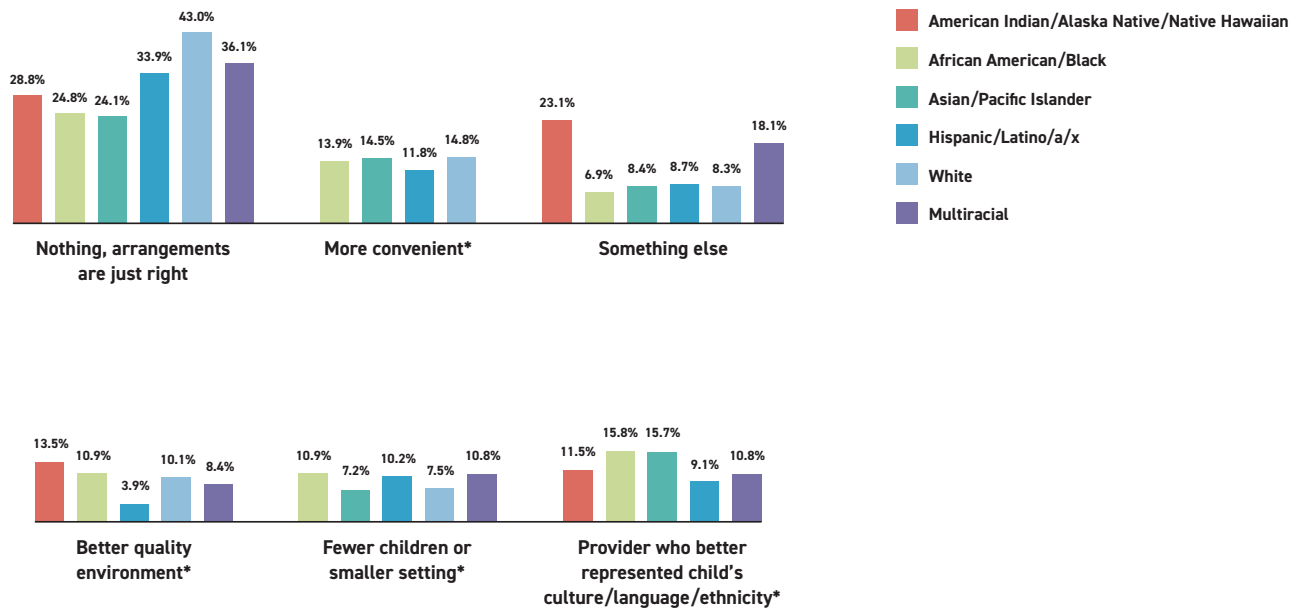 43.0%
36.1%
33.9%
28.8%
24.8%
24.1%
Nothing, arrangements
are just right
13.9%
14.5%
11.8%
14.8%
More convenient*
23.1%
6.9%
8.4%
8.7%
8.3%
18.1%
Something else
American Indian/Alaska Native/Native Hawaiian
African American/Black
Asian/Pacific Islander
Hispanic/Latino/a/x
White
Multiracial
13.5%
10.9%
3.9%
10.1%
8.4%
Better quality
environment*
10.9%
7.2%
10.2%
7.5%
10.8%
Fewer children or
smaller setting*
11.5%
15.8%
15.7%
9.1%
10.8%
Provider who better
represented child's
culture/language/ethnicity*